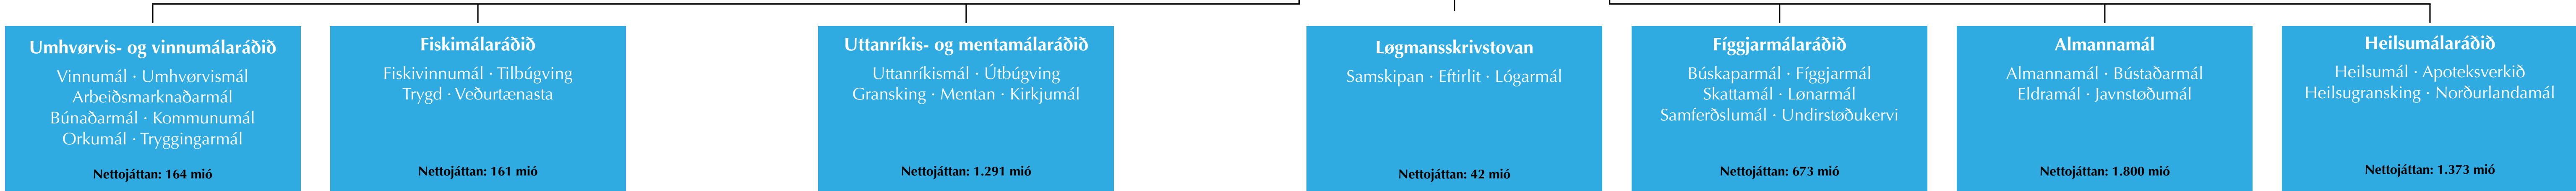 Umhvørvis- og vinnumálaráðið
Vinnumál · Umhvørvismál
Arbeiðsmarknaðarmál
Búnaðarmál · Kommunumál
Orkumál · Tryggingarmál
Nettojáttan: 164 mió
Fiskimálaráðið
Fiskivinnumál · Tilbúgving
Trygd · Veðurtænasta
Nettojáttan: 161 mió
Uttanríkis- og mentamálaráðið
Uttanríkismál · Útbúgving
Gransking · Mentan · Kirkjumál
Nettojáttan: 1.291 mió
Løgmansskrivstovan
Samskipan · Eftirlit · Lógarmál
Nettojáttan: 42 mió
Fíggjarmálaráðið
Búskaparmál · Fíggjarmál
Skattamál · Lønarmál
Samferðslumál · Undirstøðukervi
Nettojáttan: 673 mió
Almannamál
Almannamál · Bústaðarmál
Eldramál · Javnstøðumál
Nettojáttan: 1.800 mió
Heilsumálaráðið
Heilsumál · Apoteksverkið
Heilsugransking · Norðurlandamál
Nettojáttan: 1.373 mió